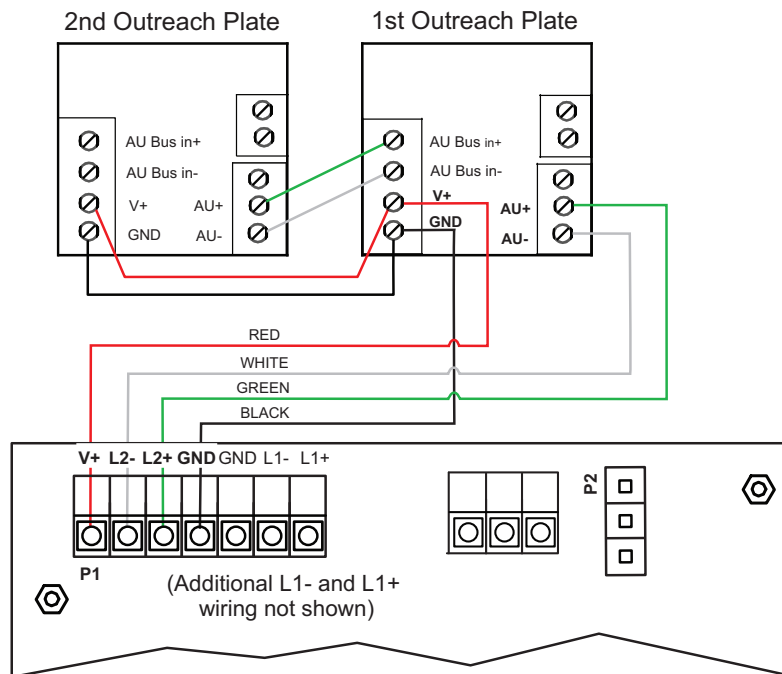 2nd Outreach Plate
1st Outreach Plate
AU Bus in+
AU Bus in-
V+
AU+
GND
AU-
AU Bus in+
AU Bus in-
V+
GND
AU+
AU-
RED
WHITE
GREEN
BLACK
V+ L2- L2+ GND GND L1- L1+
P2
P1
(Additional L1- and L1+
wiring not shown)